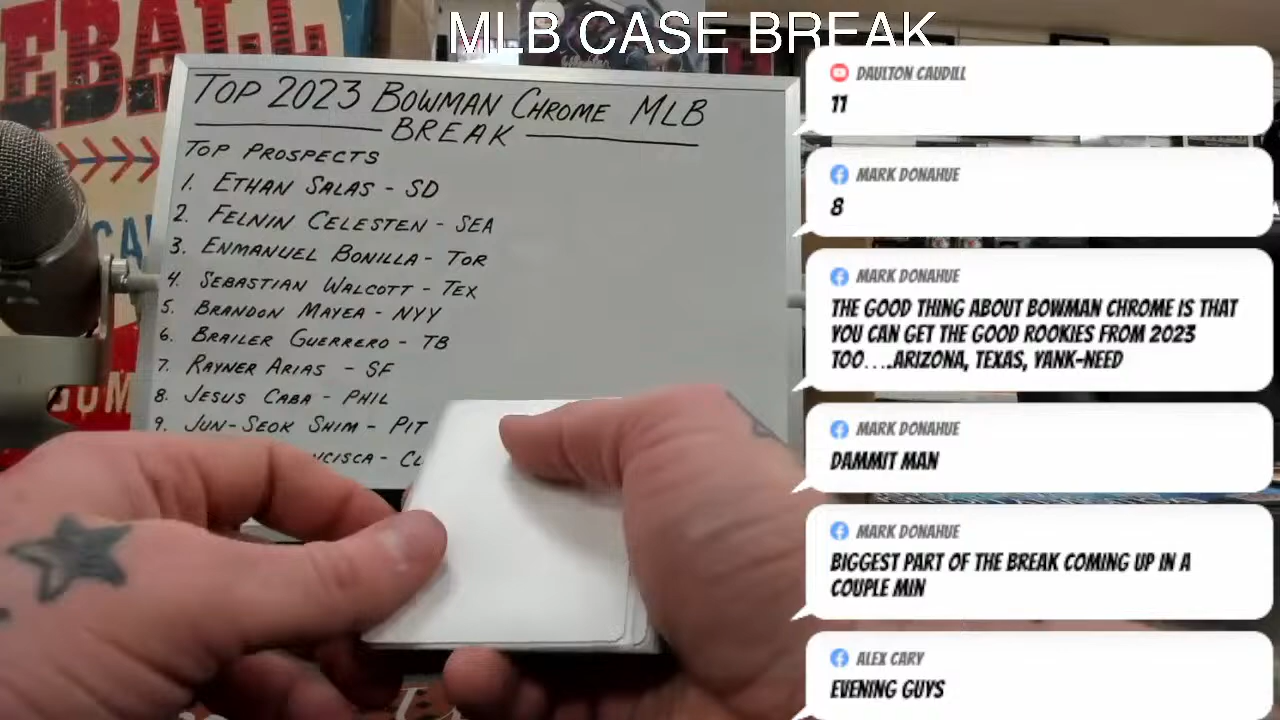 MLB CASE BREAK
EBALL
TOP 2023 BOWMAN CHROME MLB
BREAK
TOP PROSPECTS
1. ETHAN SALAS - SD
2. FELNIN CELESTEN - SEA
3. ENMANUEL BONILLA - TOR
4. SEBASTIAN WALCOTT - TEX
5. BRANDON MAYEA - NYY
6. BRAILER GUERRERO - TB
7. RAYNER ARIAS - SF
8. JESUS CABA - PHIL
9. JUN-SEOK SHIM - PIT
DAULTON CAUDILL
11
MARK DONAHUE
8
MARK DONAHUE
THE GOOD THING ABOUT BOWMAN CHROME IS THAT
YOU CAN GET THE GOOD ROOKIES FROM 2023
TOO.....ARIZONA, TEXAS, YANK-NEED
MARK DONAHUE
DAMMIT MAN
MARK DONAHUE
BIGGEST PART OF THE BREAK COMING UP IN A
COUPLE MIN
ALEX CARY
EVENING GUYS